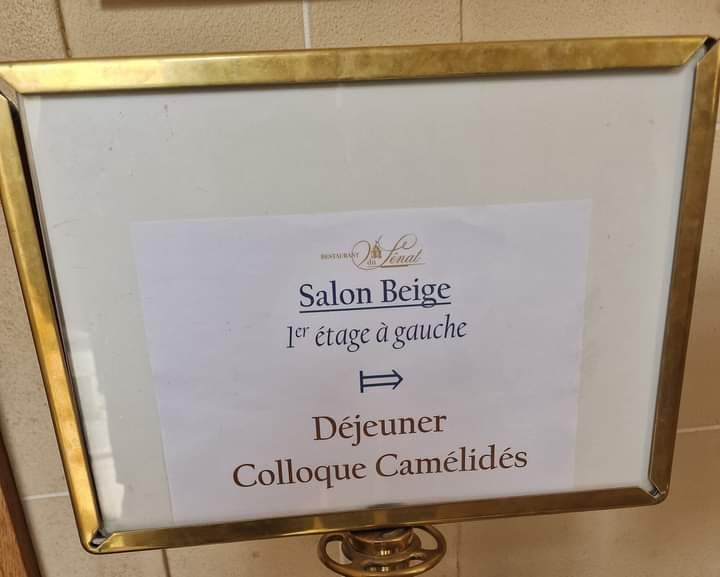 RESTAURANT du Sénat
Salon Beige
1er étage à gauche
Déjeuner
Colloque Camélidés